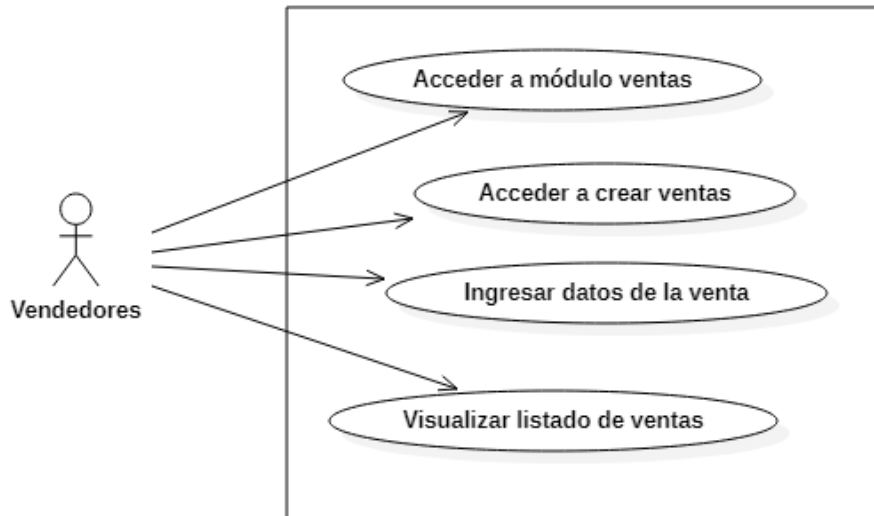 Acceder a módulo ventas
Acceder a crear ventas
Ingresar datos de la venta
Vendedores
Visualizar listado de ventas